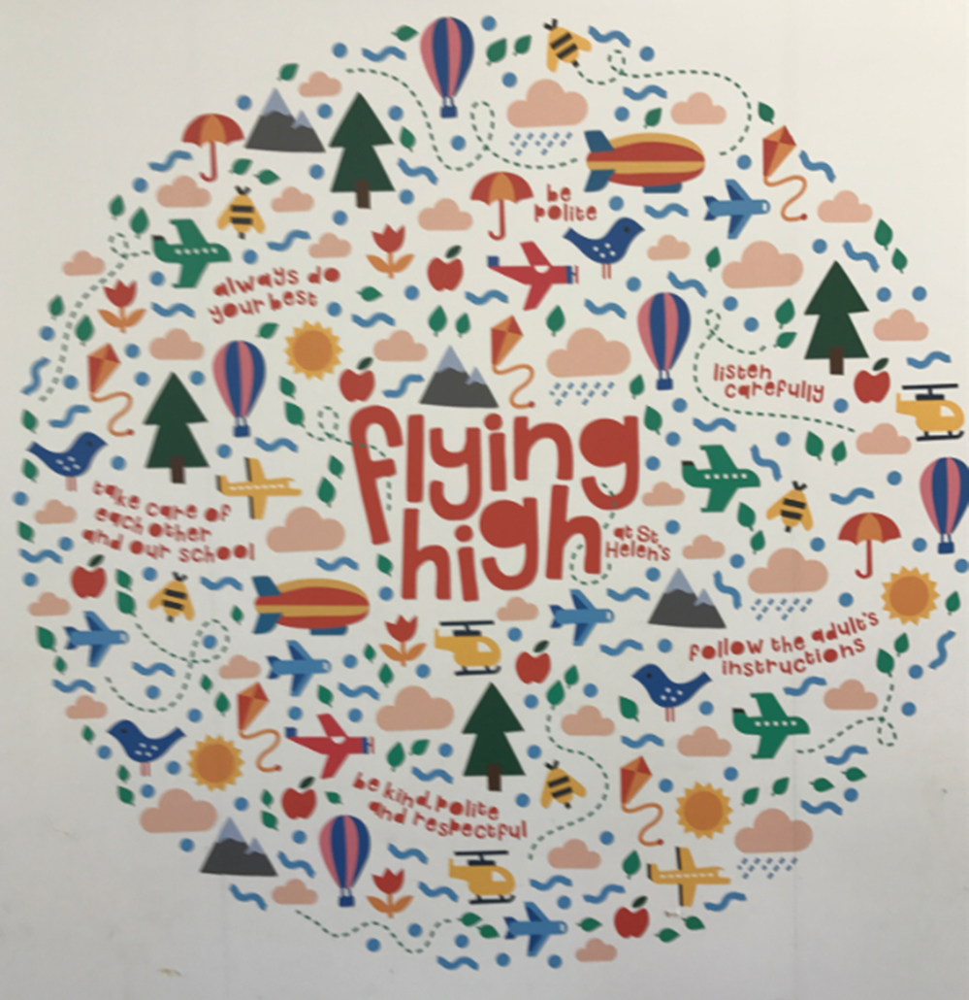 be
polite
always do
your best
listen
carefully
flying
high
at St
Helen's
take care of
each other
and our school
follow the adult's
instructions
be kind, polite
and respectful